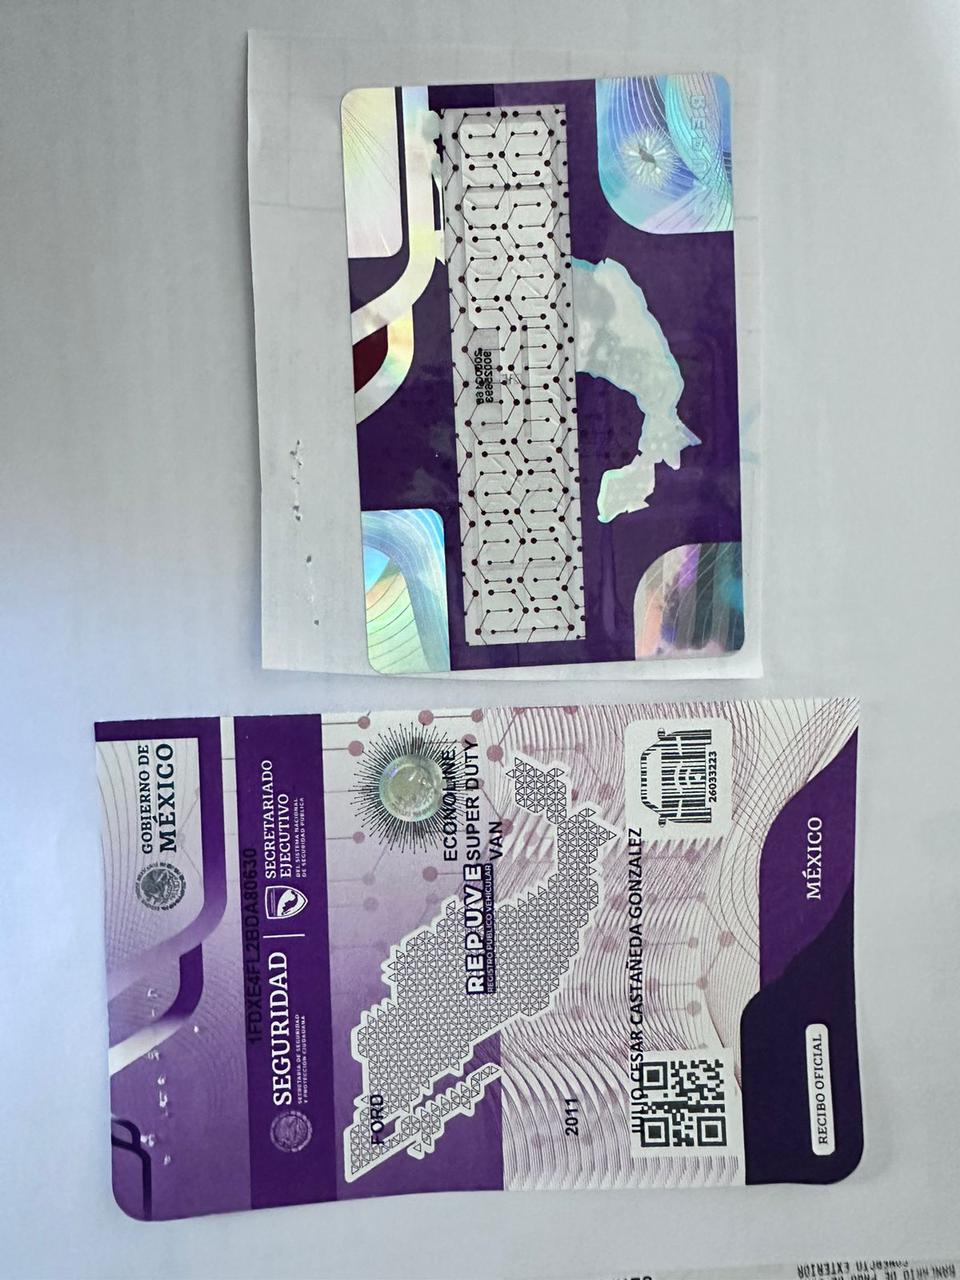 GOBIERNO DE
MÉXICO
1FDXE4FL2BDA80630
SEGURIDAD
SECRETARÍA DE SEGURIDAD
Y PROTECCIÓN CIUDADANA
SECRETARIADO
EJECUTIVO
DEL SISTEMA NACIONAL
DE SEGURIDAD PÚBLICA
FORD
ECONOLINE
SUPER DUTY
VAN
REPUVE
REGISTRO PÚBLICO VEHICULAR
2011
JULIO CESAR CASTAÑEDA GONZALEZ
26033223
RECIBO OFICIAL
MÉXICO
REPUVE